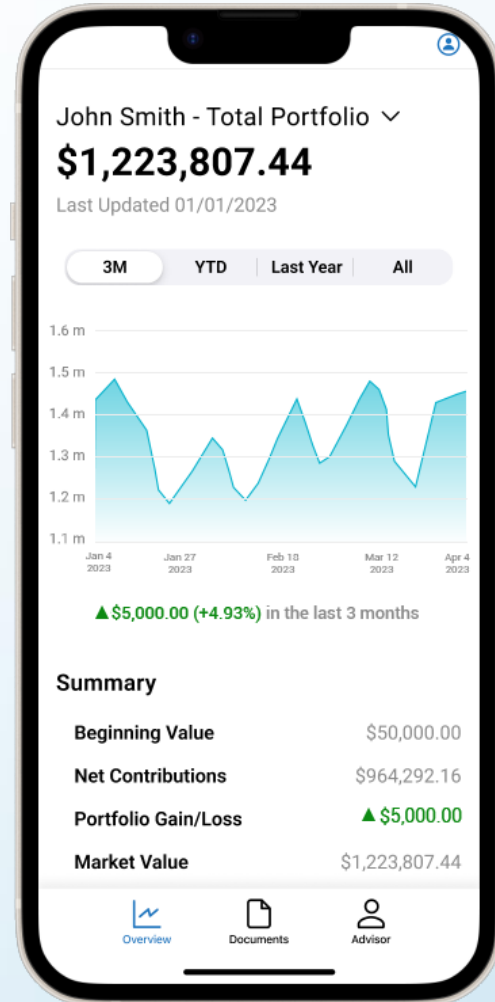 John Smith - Total Portfolio
$1,223,807.44
Last Updated 01/01/2023
3M YTD Last Year All
1.6 m
1.5 m
1.4 m
1.3 m
1.2 m
1.1 m
Jan 4 Jan 27 Feb 18 Mar 12 Apr 4
2023 2023 2023 2023 2023
▲$5,000.00 (+4.93%) in the last 3 months
Summary
Beginning Value $50,000.00
Net Contributions $964,292.16
Portfolio Gain/Loss ▲ $5,000.00
Market Value $1,223,807.44
Overview Documents Advisor